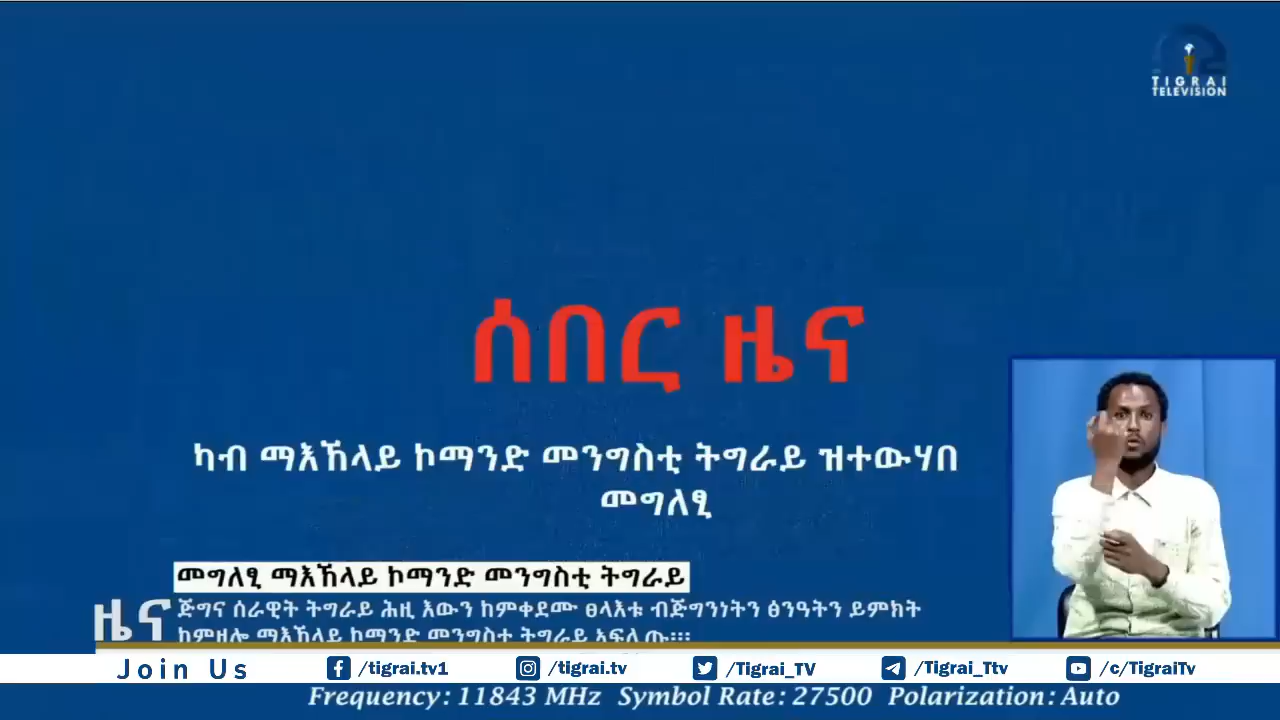 TIGRAI
TELEVISION
ሰበር ዜና
ካብ ማእኸላይ ኮማንድ መንግስቲ ትግራይ ዝተውሃበ
መግለፂ
መግለፂ ማእኸላይ ኮማንድ መንግስቲ ትግራይ
ዜና
ጅግና ሰራዊት ትግራይ ሕዚ እውን ከምቀደሙ ፀላእቱ ብጅግንነትን ፅንዓትን ይምክት
ከምዘሎ ማእኸላይ ኮማንድ መንግስተ ትግራይ ኣፍሊጡ፡፡፡
Join Us /tigrai.tv1 /tigrai.tv /Tigrai_TV /Tigrai_Ttv /c/TigraiTv
Frequency: 11843 MHz Symbol Rate: 27500 Polarization: Auto